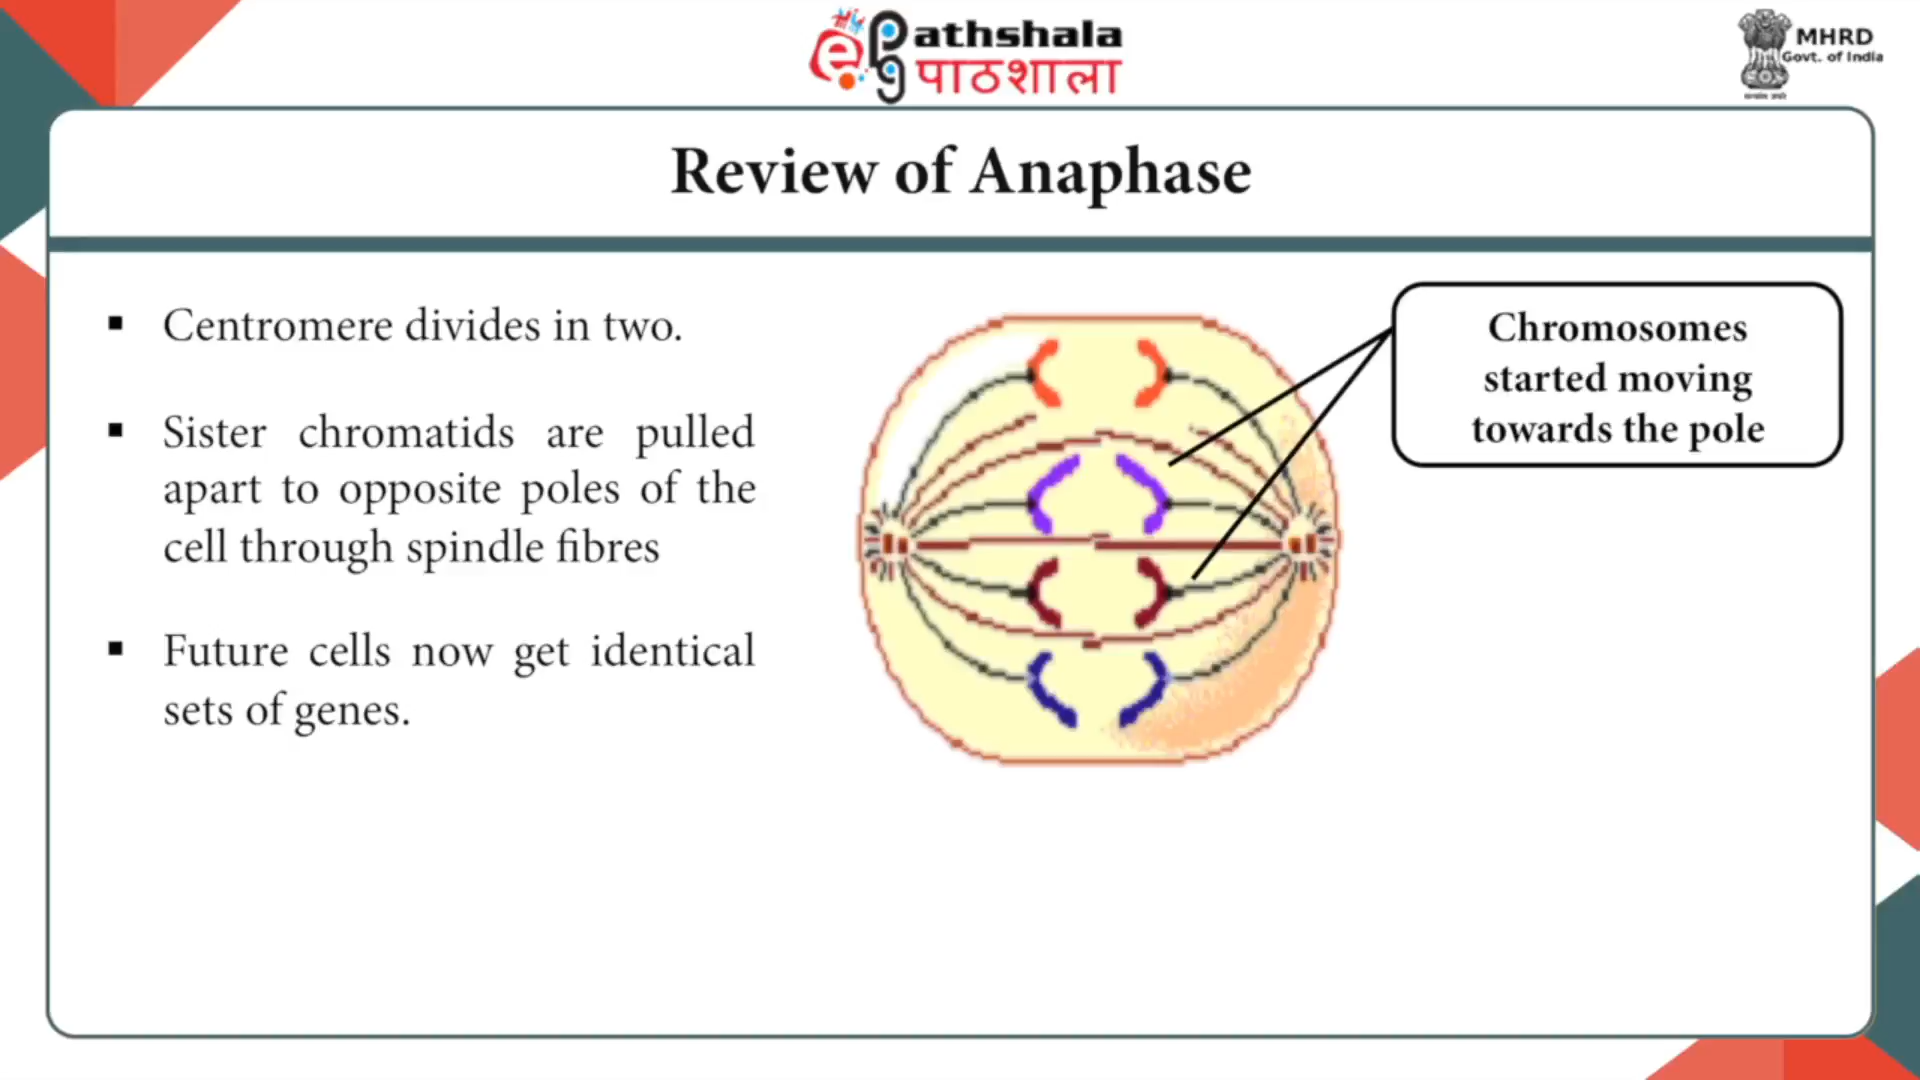 e Pg Pathshala
पाठशाला
MHRD
Govt. of India
Review of Anaphase
Centromere divides in two.
Sister chromatids are pulled
apart to opposite poles of the
cell through spindle fibres
Future cells now get identical
sets of genes.
Chromosomes
started moving
towards the pole